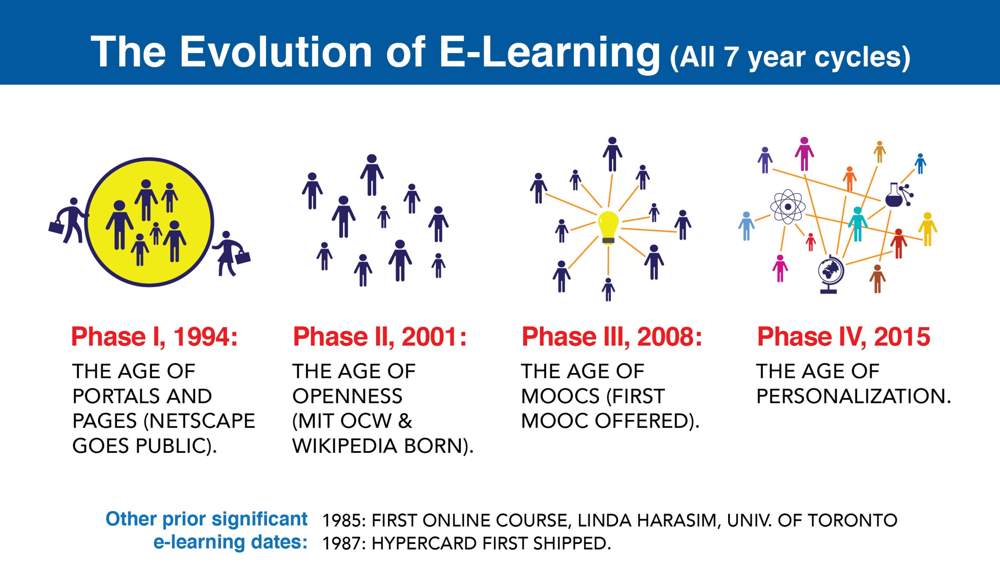 The Evolution of E-Learning (All 7 year cycles)
Phase I, 1994:
THE AGE OF
PORTALS AND
PAGES (NETSCAPE
GOES PUBLIC).
Phase II, 2001:
THE AGE OF
OPENNESS
(MIT OCW &
WIKIPEDIA BORN).
Phase III, 2008:
THE AGE OF
MOOCS (FIRST
MOOC OFFERED).
Phase IV, 2015
THE AGE OF
PERSONALIZATION.
Other prior significant
e-learning dates:
1985: FIRST ONLINE COURSE, LINDA HARASIM, UNIV. OF TORONTO
1987: HYPERCARD FIRST SHIPPED.